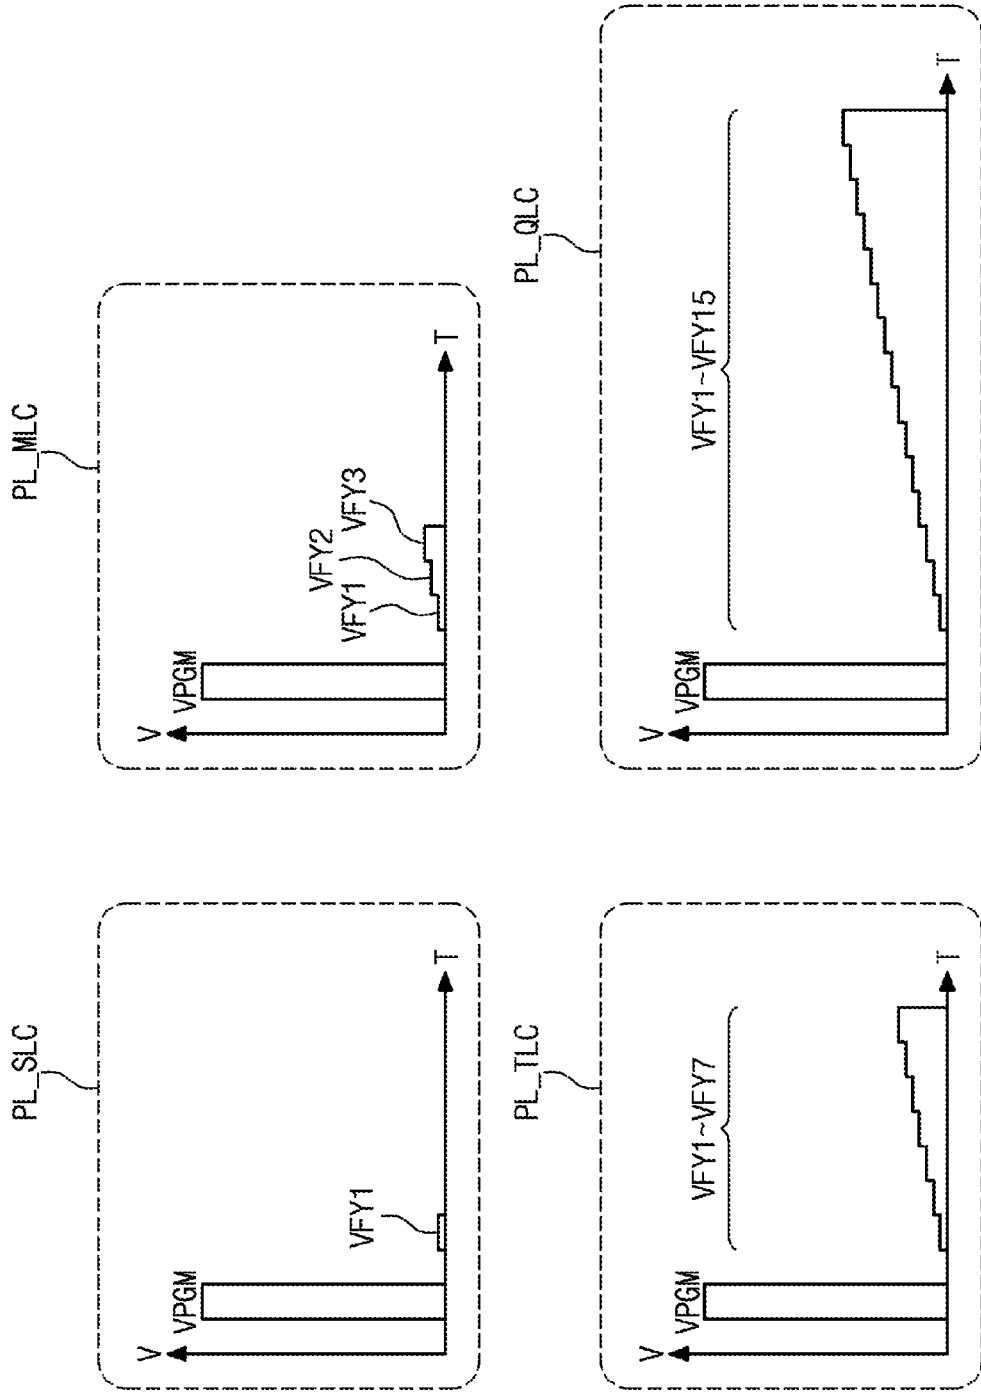 PL_SLC
V
VPGM
VFY1
T
PL_MLC
V
VPGM
VFY1
VFY2
VFY3
T
PL_TLC
V
VPGM
VFY1~VFY7
T
PL_QLC
V
VPGM
VFY1~VFY15
T